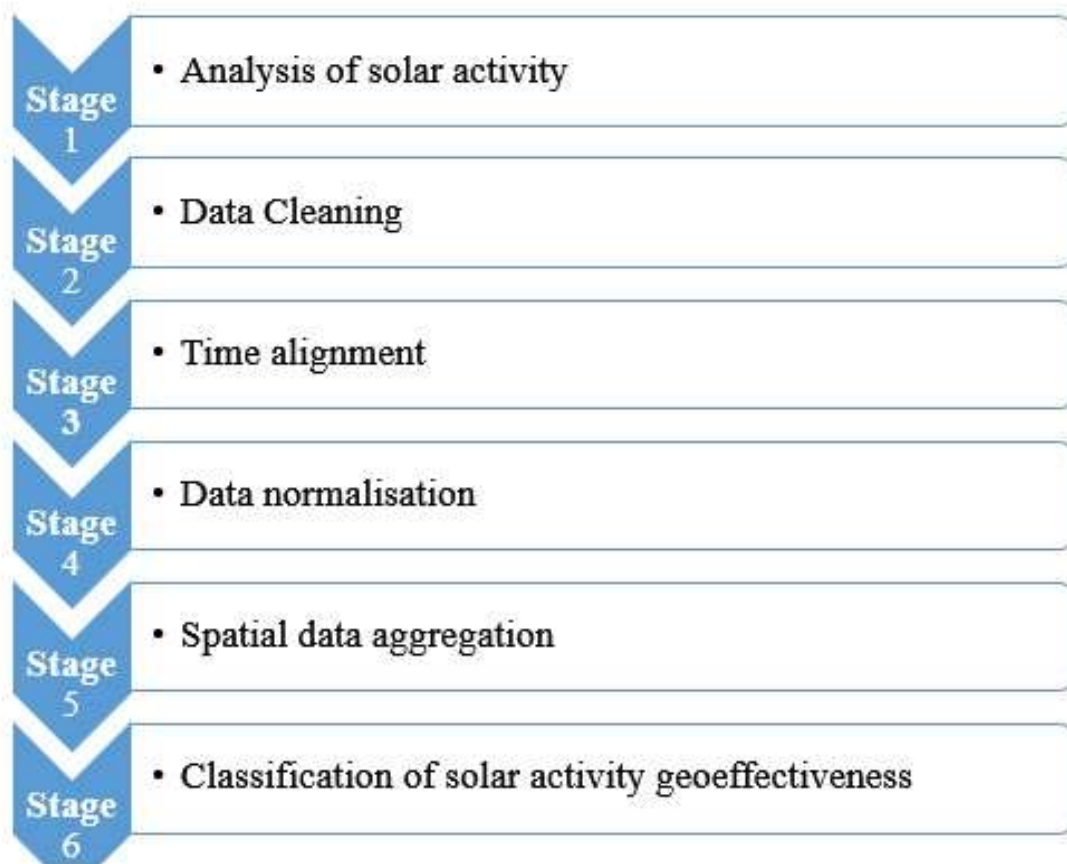 Stage
1
• Analysis of solar activity
Stage
2
• Data Cleaning
Stage
3
• Time alignment
Stage
4
• Data normalisation
Stage
5
• Spatial data aggregation
Stage
6
• Classification of solar activity geoeffectiveness